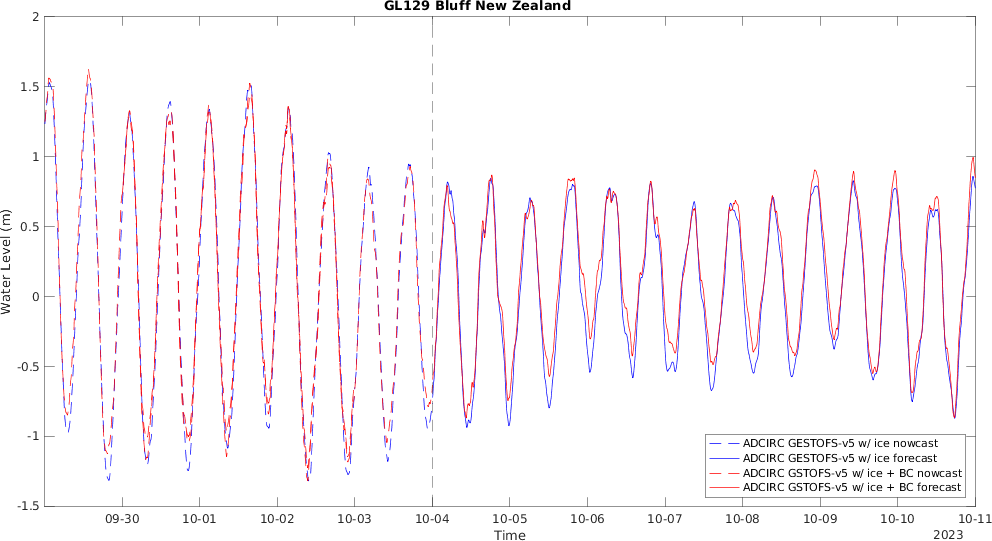 GL129 Bluff New Zealand
2
1.5
1
0.5
0
-0.5
-1
-1.5
Water Level (m)
ADCIRC GESTOFS-v5 w/ ice nowcast
ADCIRC GESTOFS-v5 w/ ice forecast
ADCIRC GSTOFS-v5 w/ ice + BC nowcast
ADCIRC GSTOFS-v5 w/ ice + BC forecast
09-30 10-01 10-02 10-03 10-04 10-05 10-06 10-07 10-08 10-09 10-10 10-11
Time
2023